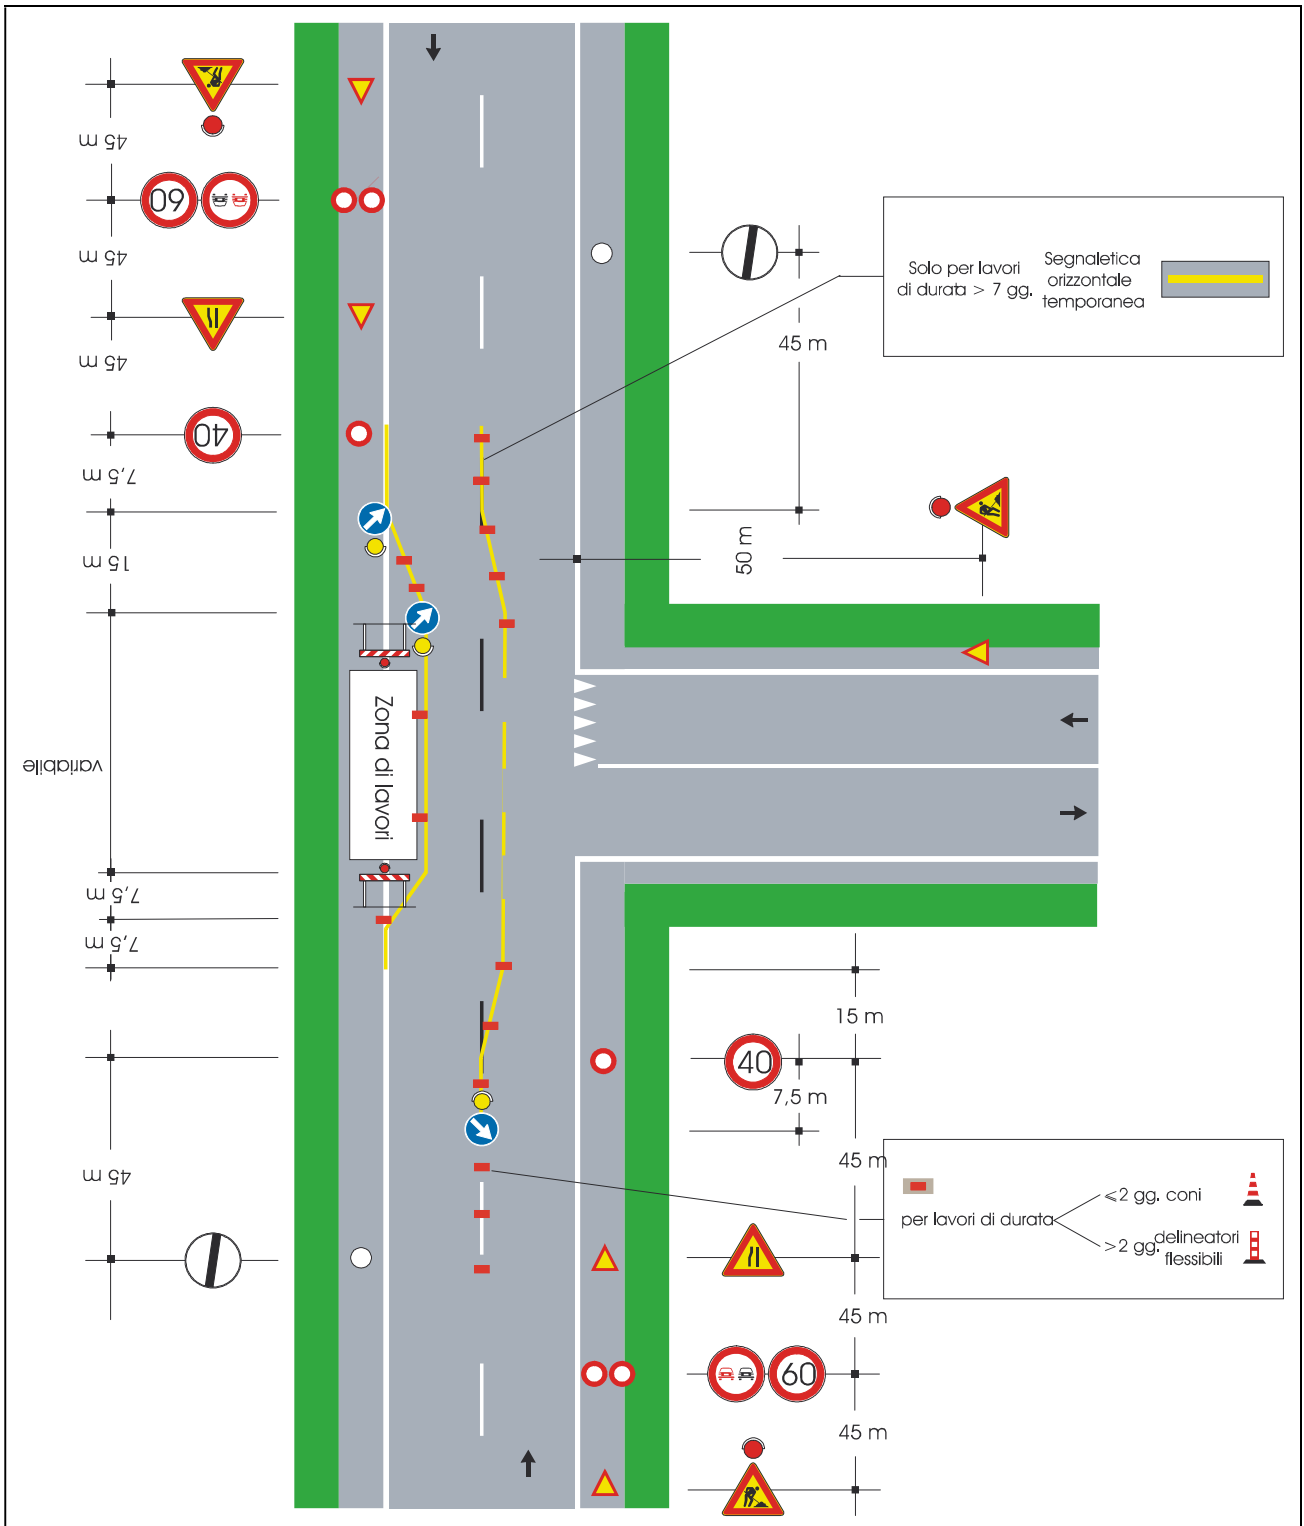 45 m
60
45 m
45 m
40
7,5 m
15 m
variabile
7,5 m
7,5 m
45 m
Zona di lavori
Solo per lavori
di durata > 7 gg.
Segnaletica
orizzontale
temporanea
45 m
50 m
15 m
40
7,5 m
45 m
per lavori di durata
⩽2 gg. coni
>2 gg. delineatori
flessibili
45 m
60
45 m